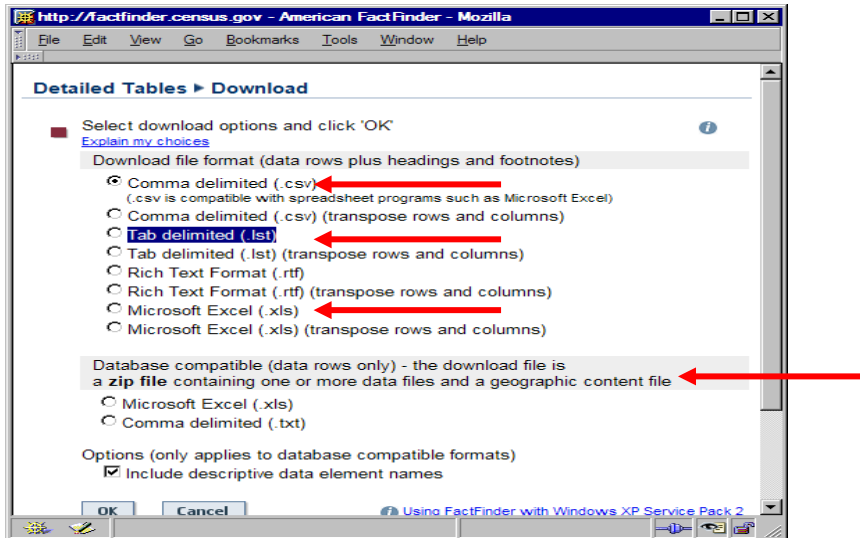 http://factfinder.census.gov - American FactFinder - Mozilla
File Edit View Go Bookmarks Tools Window Help
Detailed Tables ▶ Download
Select download options and click 'OK'
Explain my choices
Download file format (data rows plus headings and footnotes)
Comma delimited (.csv)
(.csv is compatible with spreadsheet programs such as Microsoft Excel)
Comma delimited (.csv) (transpose rows and columns)
Tab delimited (.lst)
Tab delimited (.lst) (transpose rows and columns)
Rich Text Format (.rtf)
Rich Text Format (.rtf) (transpose rows and columns)
Microsoft Excel (.xls)
Microsoft Excel (.xls) (transpose rows and columns)
Database compatible (data rows only) - the download file is
a zip file containing one or more data files and a geographic content file
Microsoft Excel (.xls)
Comma delimited (.txt)
Options (only applies to database compatible formats)
Include descriptive data element names
OK Cancel Using FactFinder with Windows XP Service Pack 2